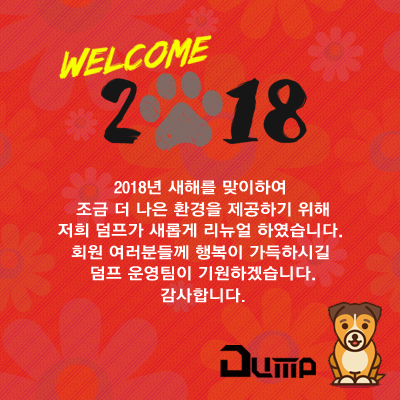 WELCOME
2018
2018년 새해를 맞이하여
조금 더 나은 환경을 제공하기 위해
저희 덤프가 새롭게 리뉴얼 하였습니다.
회원 여러분들께 행복이 가득하시길
덤프 운영팀이 기원하겠습니다.
감사합니다.
Dump